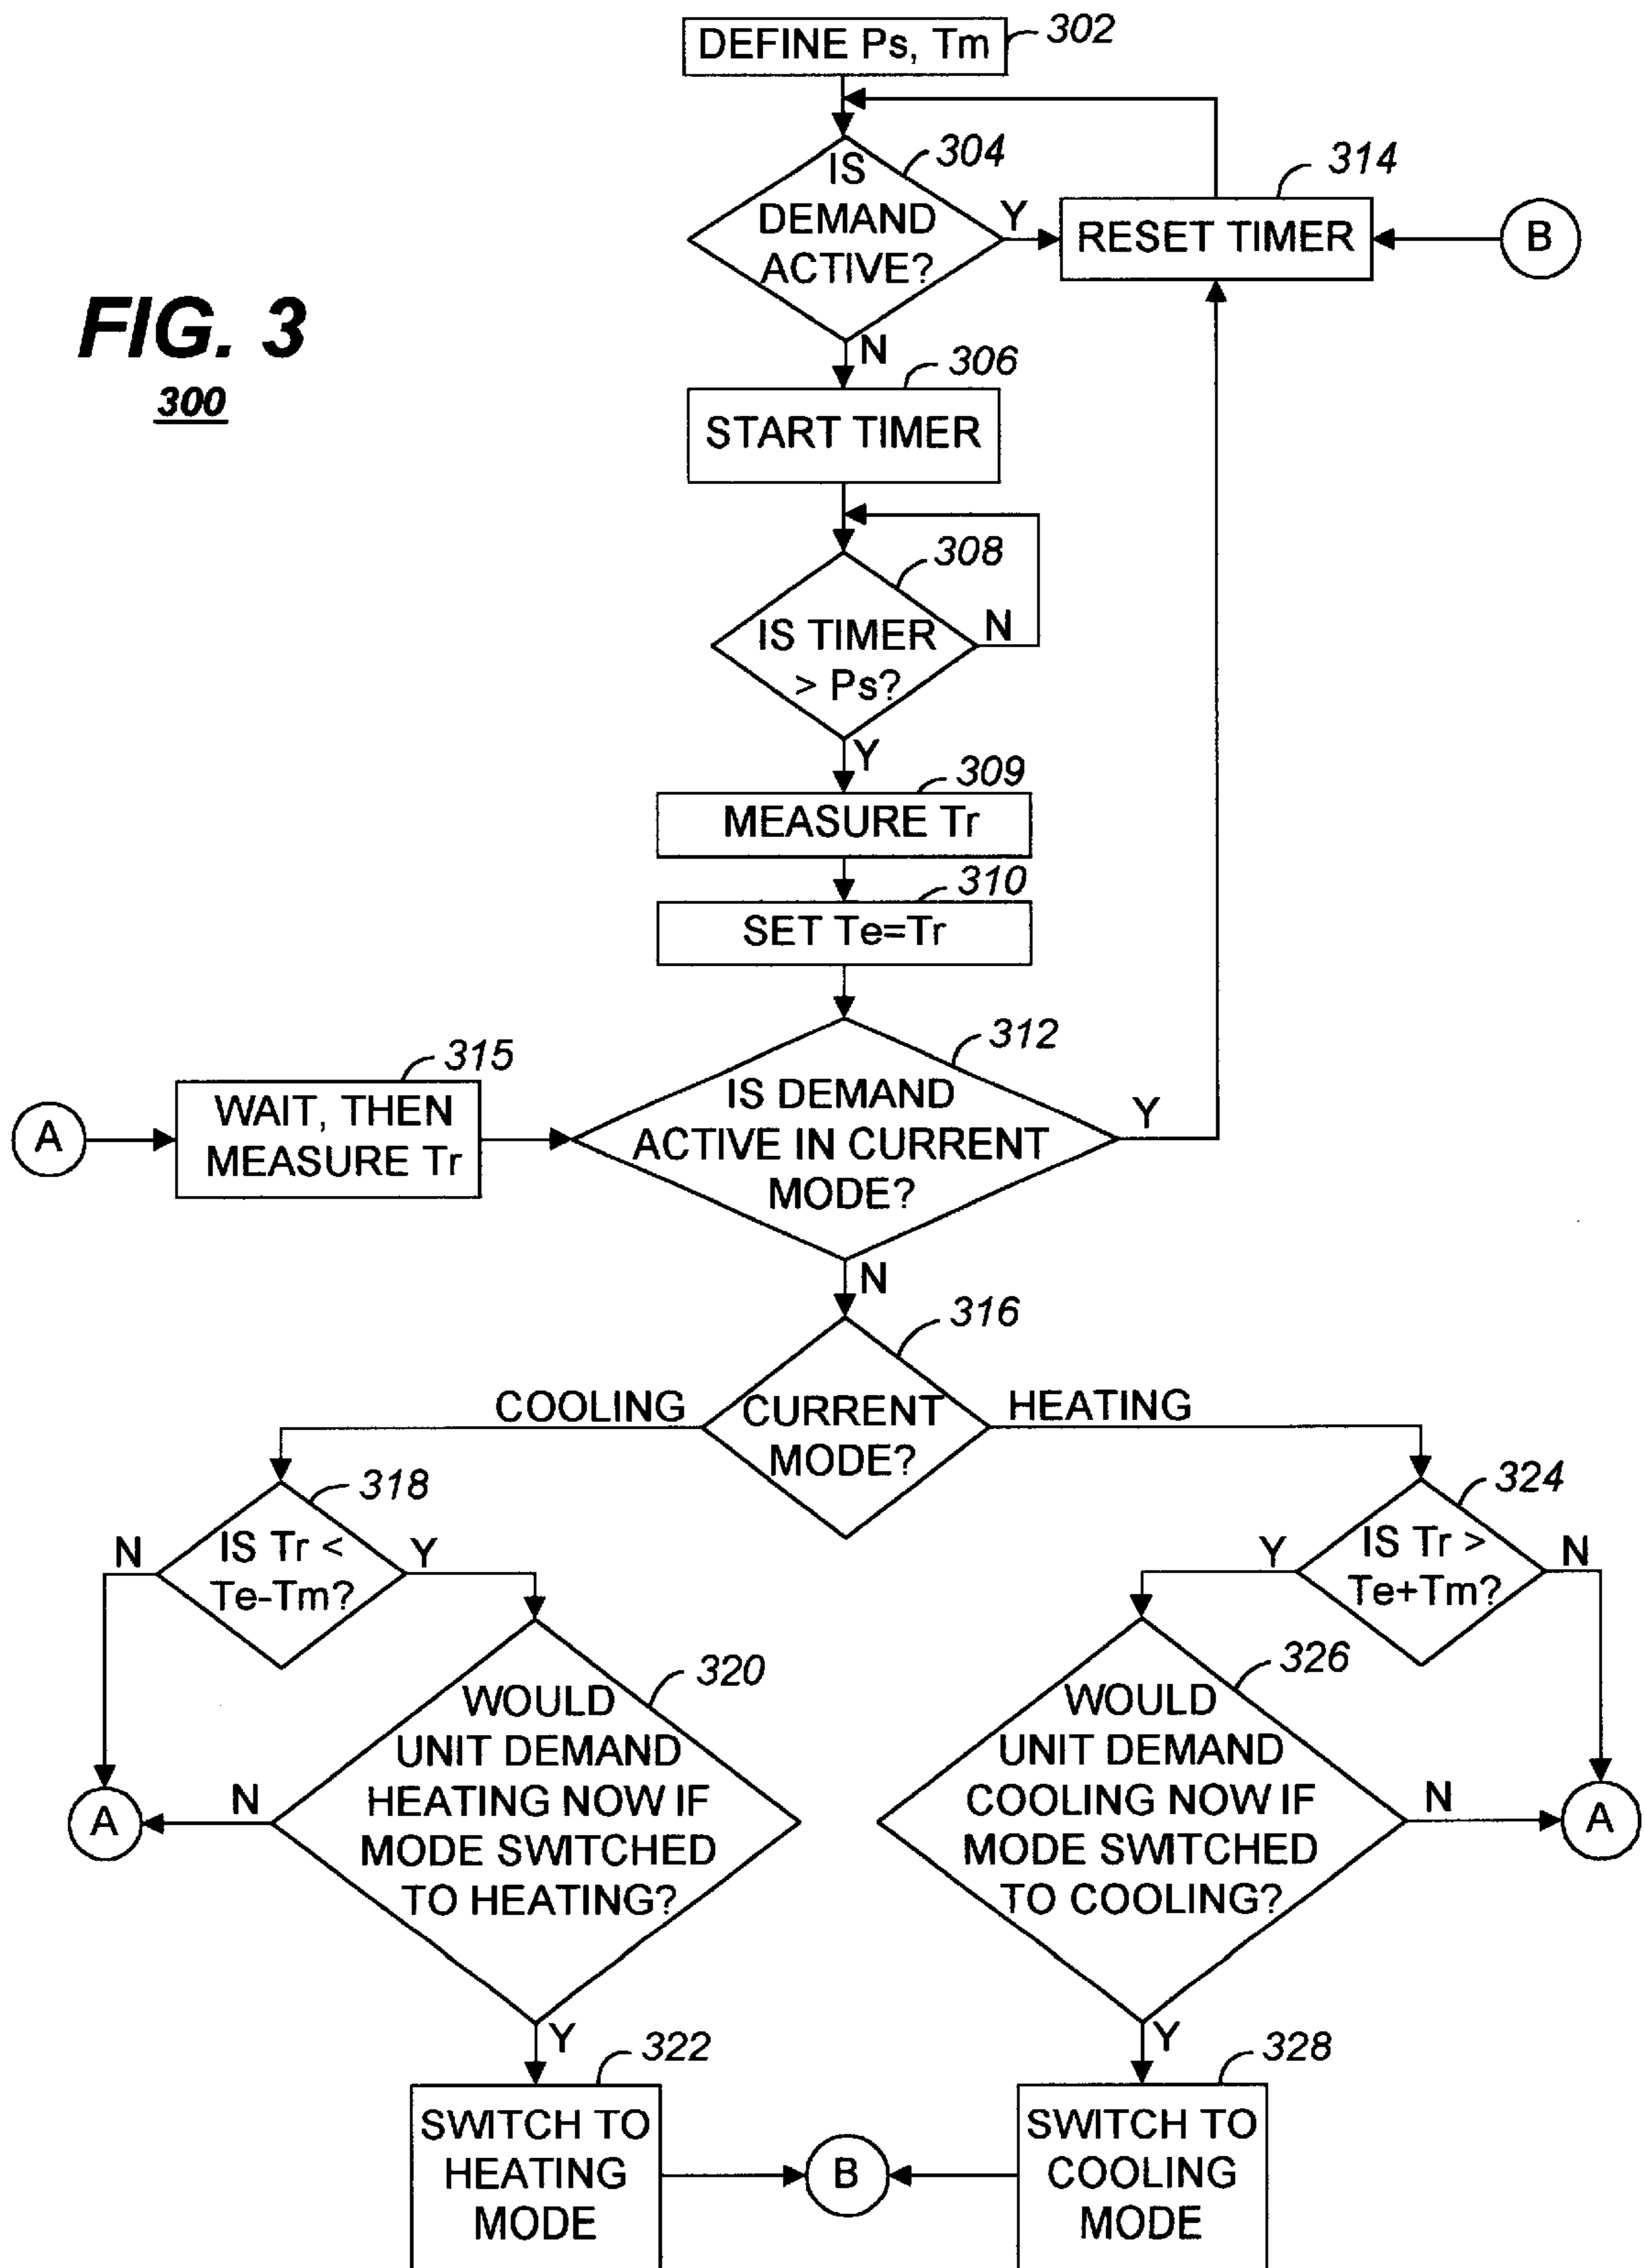 DEFINE Ps, Tm
302
IS
DEMAND
ACTIVE?
304
Y
N
RESET TIMER
314
B
FIG. 3
300
START TIMER
306
IS TIMER
> Ps?
308
N
Y
MEASURE Tr
309
SET Te=Tr
310
A
WAIT, THEN
MEASURE Tr
315
IS DEMAND
ACTIVE IN CURRENT
MODE?
312
Y
N
CURRENT
MODE?
316
COOLING
HEATING
IS Tr <
Te-Tm?
318
N
Y
IS Tr >
Te+Tm?
324
Y
N
WOULD
UNIT DEMAND
HEATING NOW IF
MODE SWITCHED
TO HEATING?
320
N
A
Y
WOULD
UNIT DEMAND
COOLING NOW IF
MODE SWITCHED
TO COOLING?
326
N
A
Y
SWITCH TO
HEATING
MODE
322
B
SWITCH TO
COOLING
MODE
328